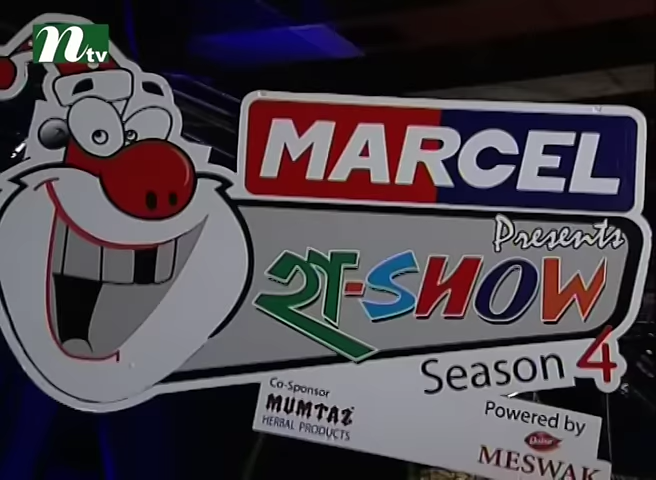 ntv
MARCEL
Presents
হা-SHOW
Season 4
Co-Sponsor
MUMTAZ
HERBAL PRODUCTS
Powered by
Dabur
MESWAK